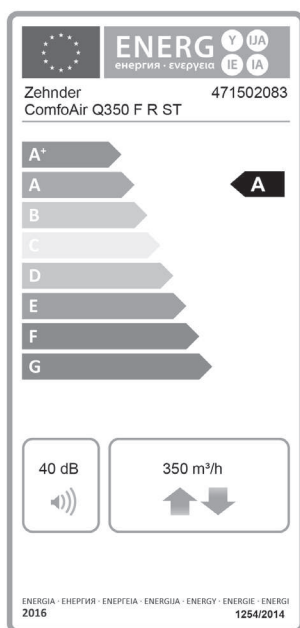 ENERG Y IJA
енергия · ενεργεια IE IA
Zehnder 471502083
ComfoAir Q350 F R ST
A+
A A
B
C
D
E
F
G
40 dB 350 m³/h
ENERGIA · ЕНЕРГИЯ · ΕΝΕΡΓΕΙΑ · ENERGIJA · ENERGY · ENERGIE · ENERGI
2016 1254/2014